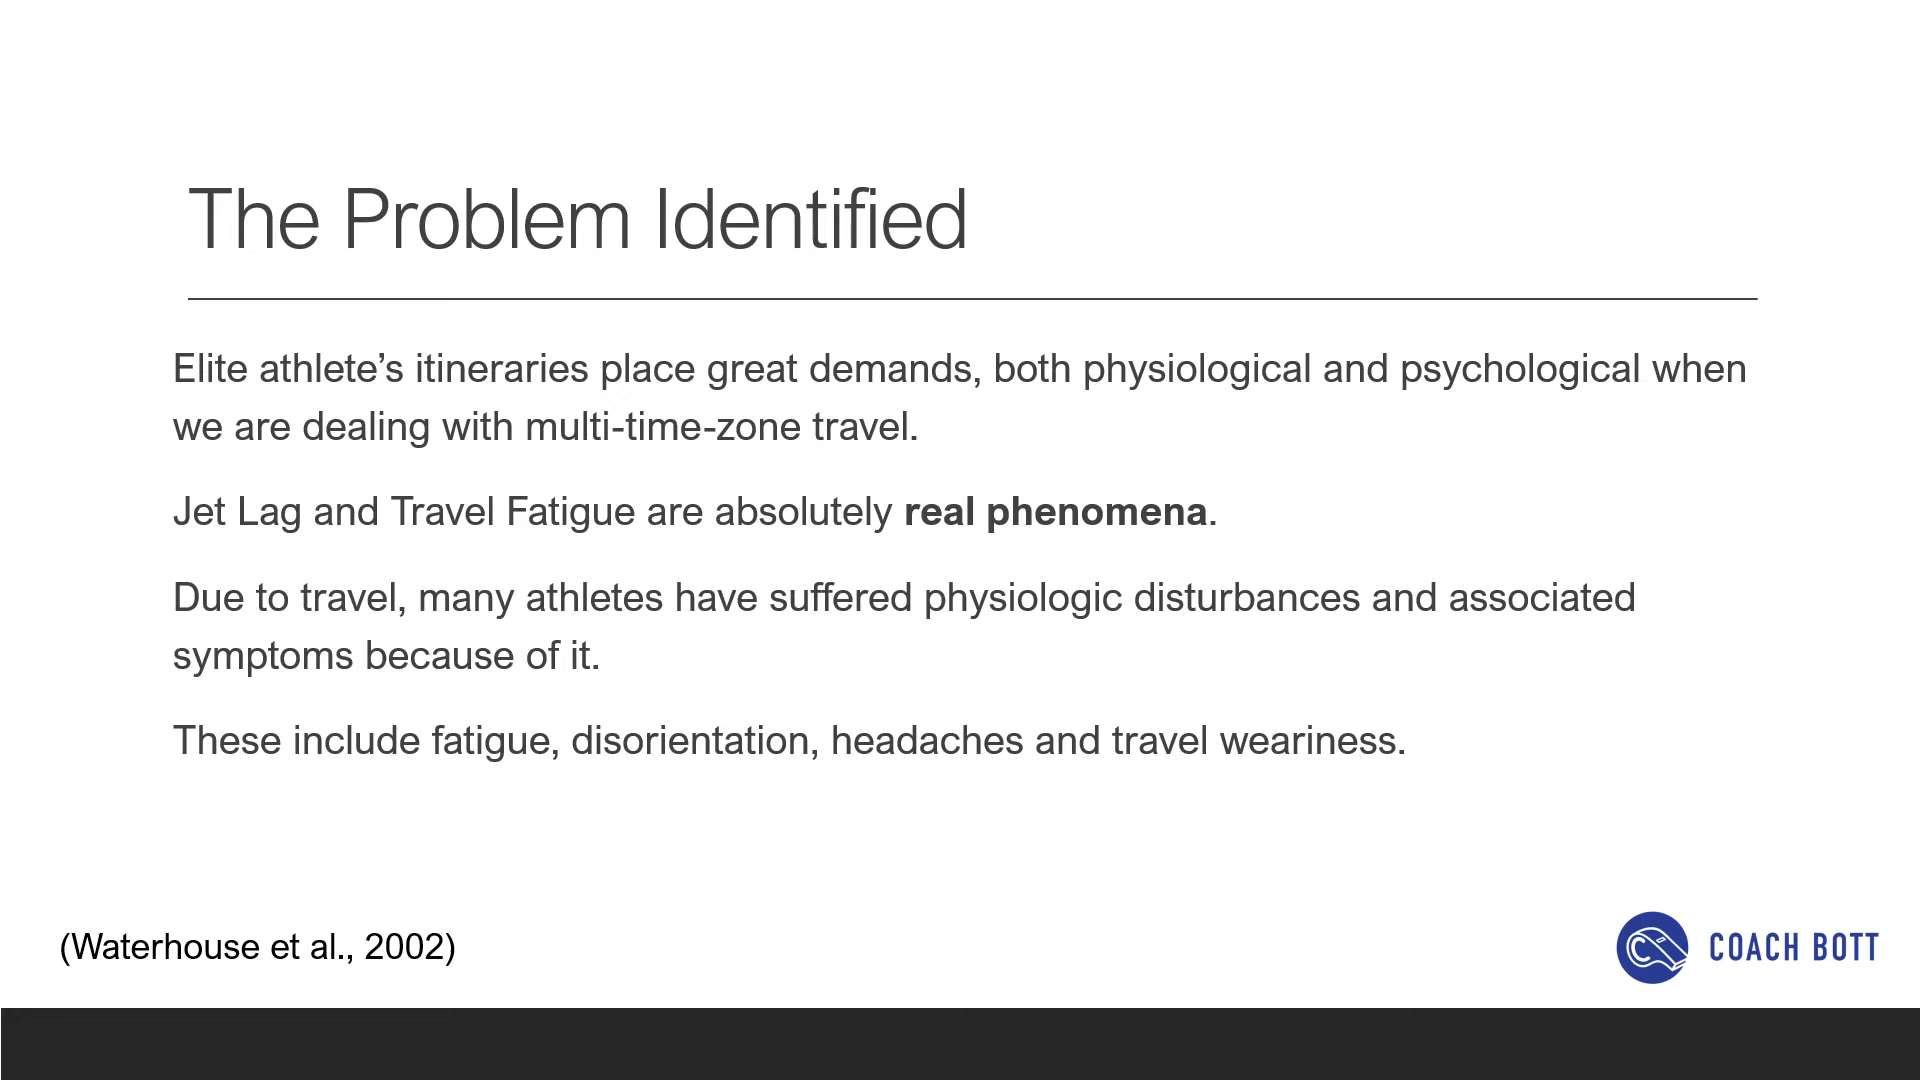 The Problem Identified
Elite athlete’s itineraries place great demands, both physiological and psychological when
we are dealing with multi-time-zone travel.
Jet Lag and Travel Fatigue are absolutely real phenomena.
Due to travel, many athletes have suffered physiologic disturbances and associated
symptoms because of it.
These include fatigue, disorientation, headaches and travel weariness.
(Waterhouse et al., 2002)
C COACH BOTT